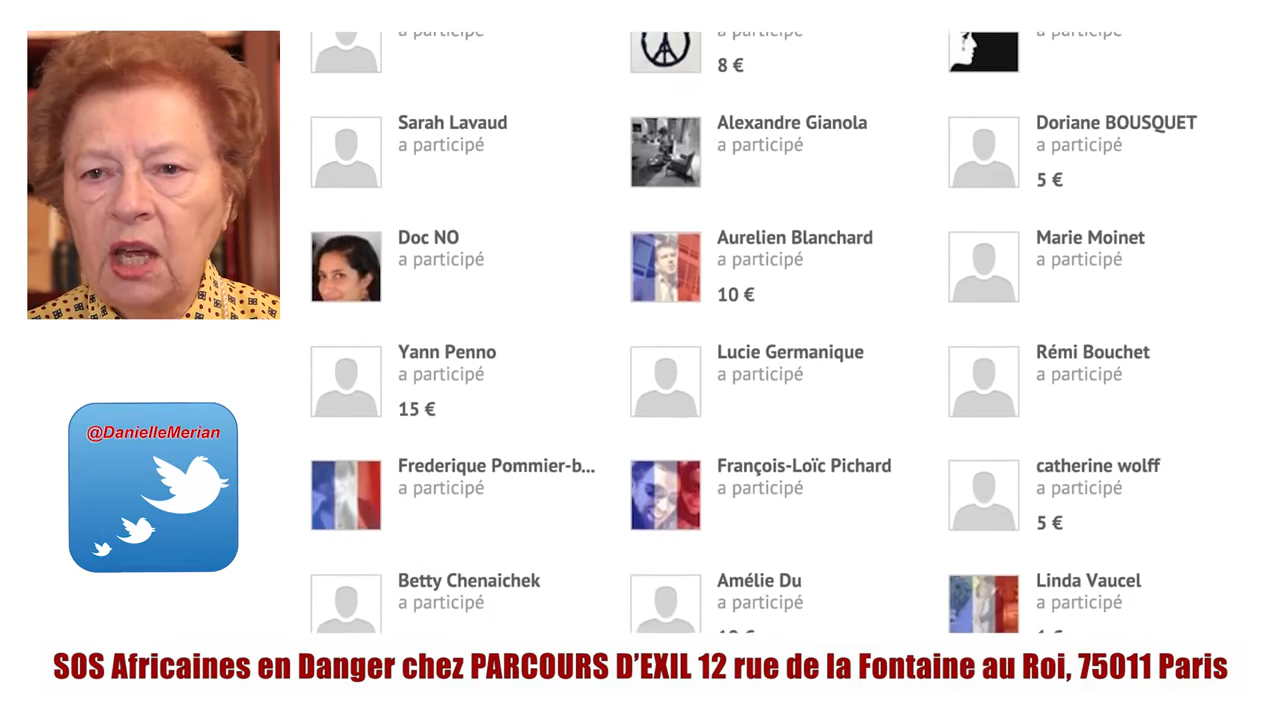 a participé
a participé
8 €
a participé
Sarah Lavaud
a participé
Alexandre Gianola
a participé
Doriane BOUSQUET
a participé
5 €
Doc NO
a participé
Aurelien Blanchard
a participé
10 €
Marie Moinet
a participé
Yann Penno
a participé
15 €
Lucie Germanique
a participé
Rémi Bouchet
a participé
@DanielleMerian
Frederique Pommier-b...
a participé
François-Loïc Pichard
a participé
catherine wolff
a participé
5 €
Betty Chenaichek
a participé
Amélie Du
a participé
Linda Vaucel
a participé
SOS Africaines en Danger chez PARCOURS D'EXIL 12 rue de la Fontaine au Roi, 75011 Paris